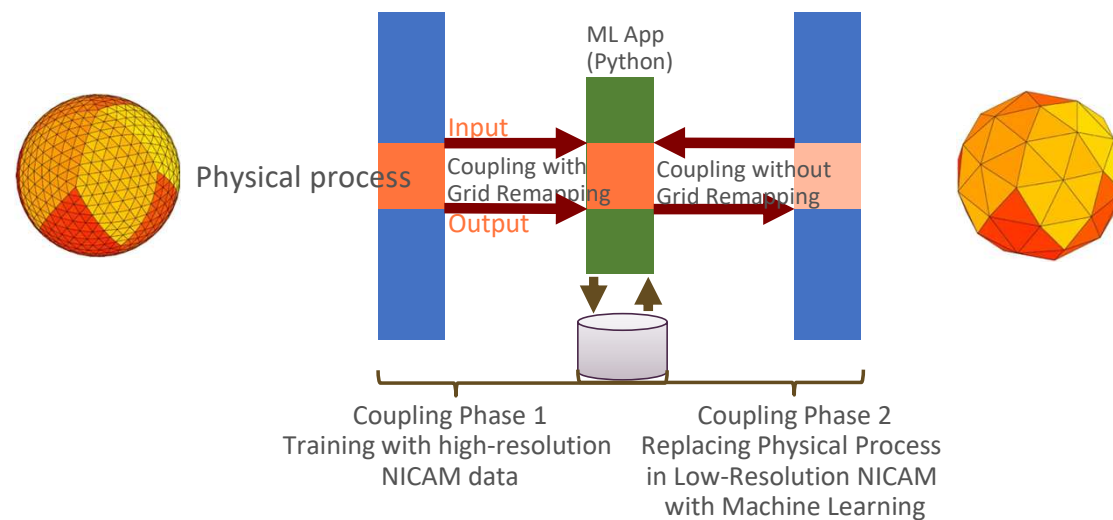 ML App
(Python)
Input
Physical process
Coupling with
Grid Remapping
Output
Coupling without
Grid Remapping
Coupling Phase 1
Training with high-resolution
NICAM data
Coupling Phase 2
Replacing Physical Process
in Low-Resolution NICAM
with Machine Learning